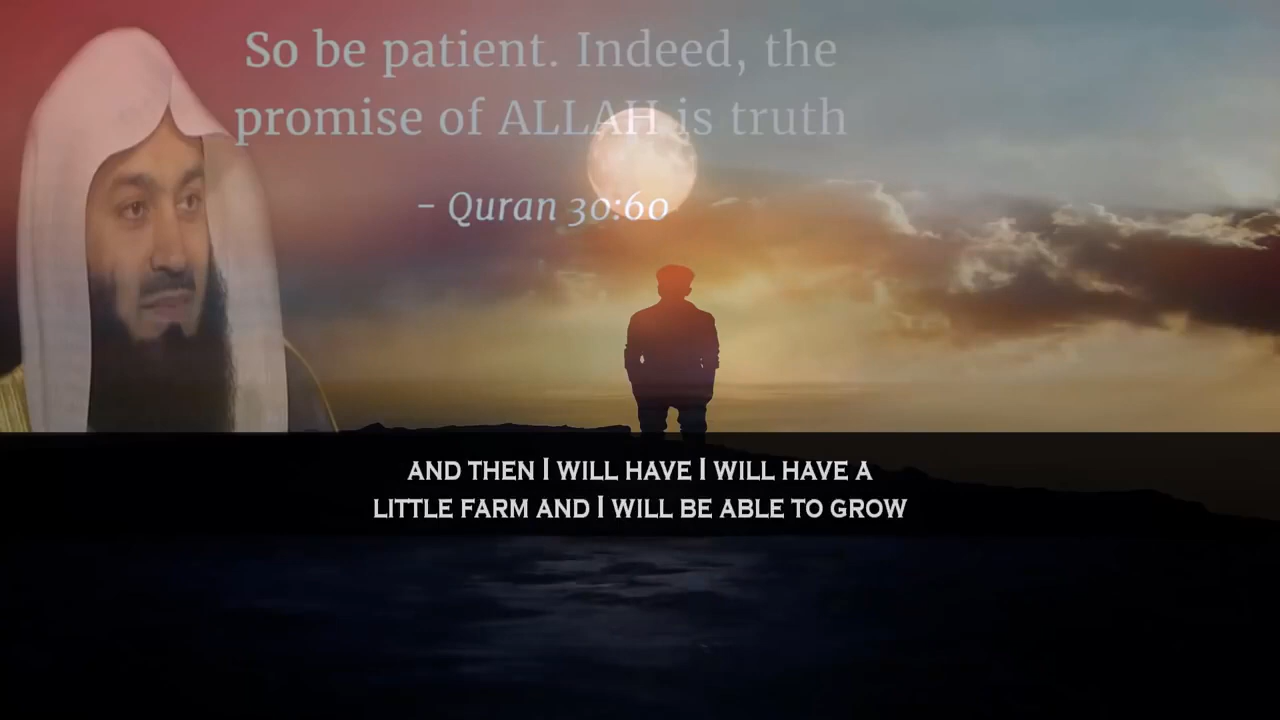 So be patient. Indeed, the
promise of ALLAH is truth
- Quran 30:60
AND THEN I WILL HAVE I WILL HAVE A
LITTLE FARM AND I WILL BE ABLE TO GROW